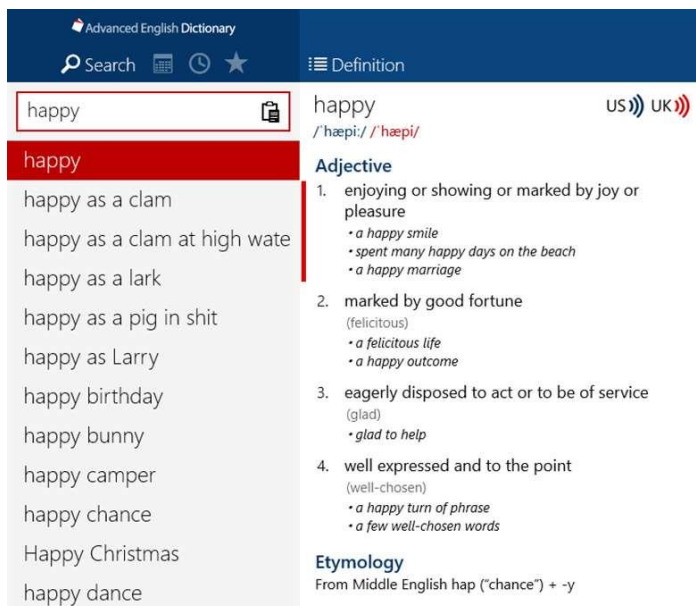 Advanced English Dictionary
Search
Definition
happy
happy
happy as a clam
happy as a clam at high wate
happy as a lark
happy as a pig in shit
happy as Larry
happy birthday
happy bunny
happy camper
happy chance
Happy Christmas
happy dance
happy US UK
/ˈhæpi:/ /ˈhæpi/
Adjective
1. enjoying or showing or marked by joy or
pleasure
• a happy smile
• spent many happy days on the beach
• a happy marriage
2. marked by good fortune
(felicitous)
• a felicitous life
• a happy outcome
3. eagerly disposed to act or to be of service
(glad)
• glad to help
4. well expressed and to the point
(well-chosen)
• a happy turn of phrase
• a few well-chosen words
Etymology
From Middle English hap ("chance") + -y